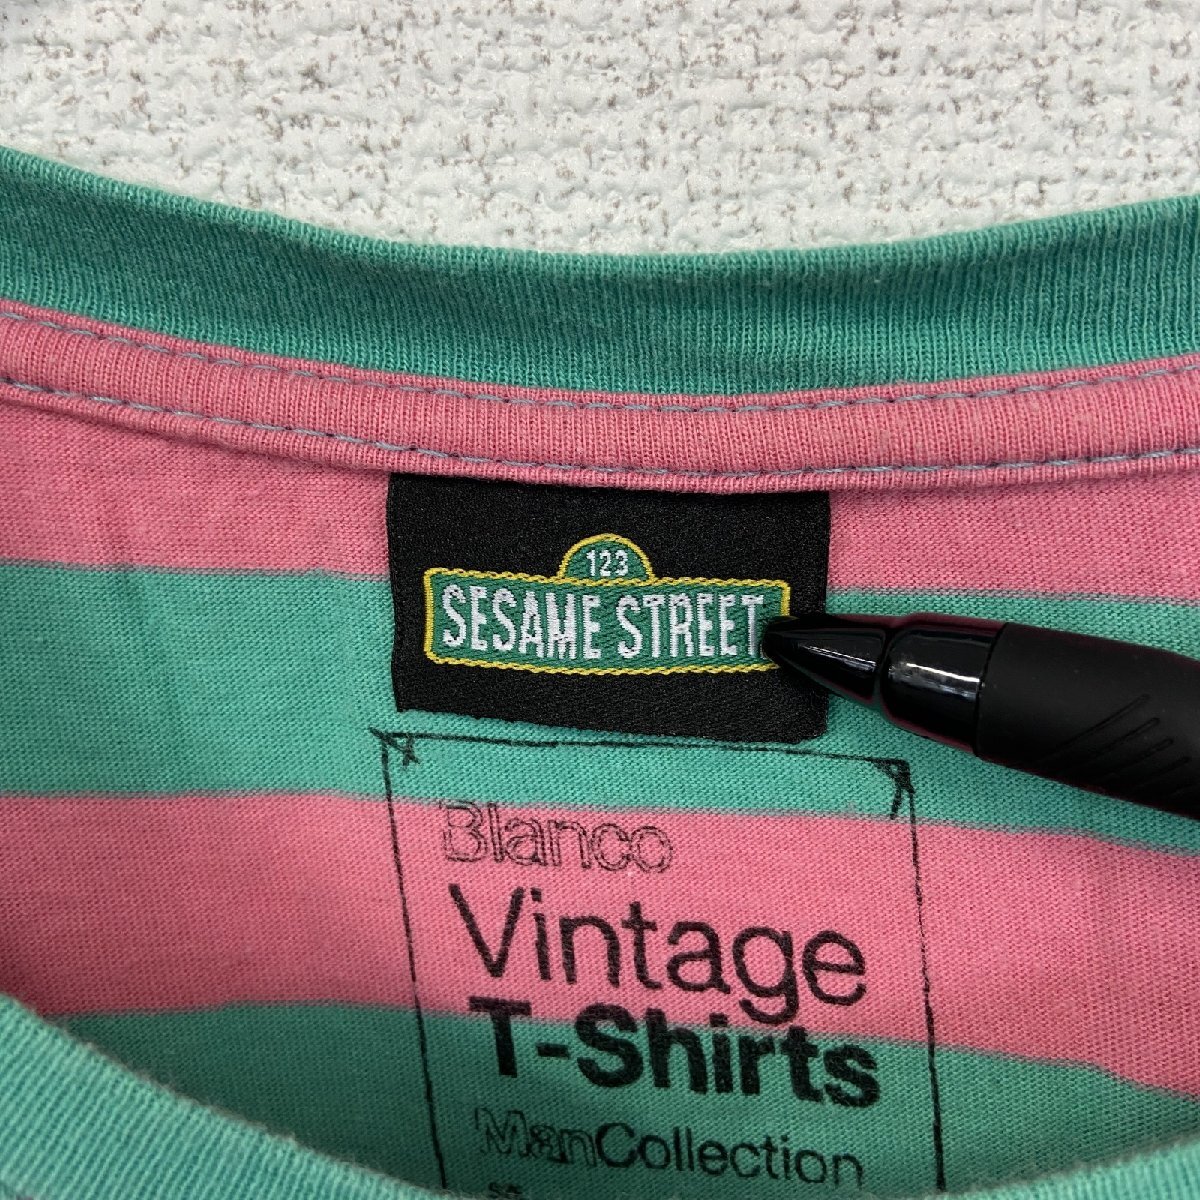 123
SESAME STREET
Blanco
Vintage
T-Shirts
ManCollection